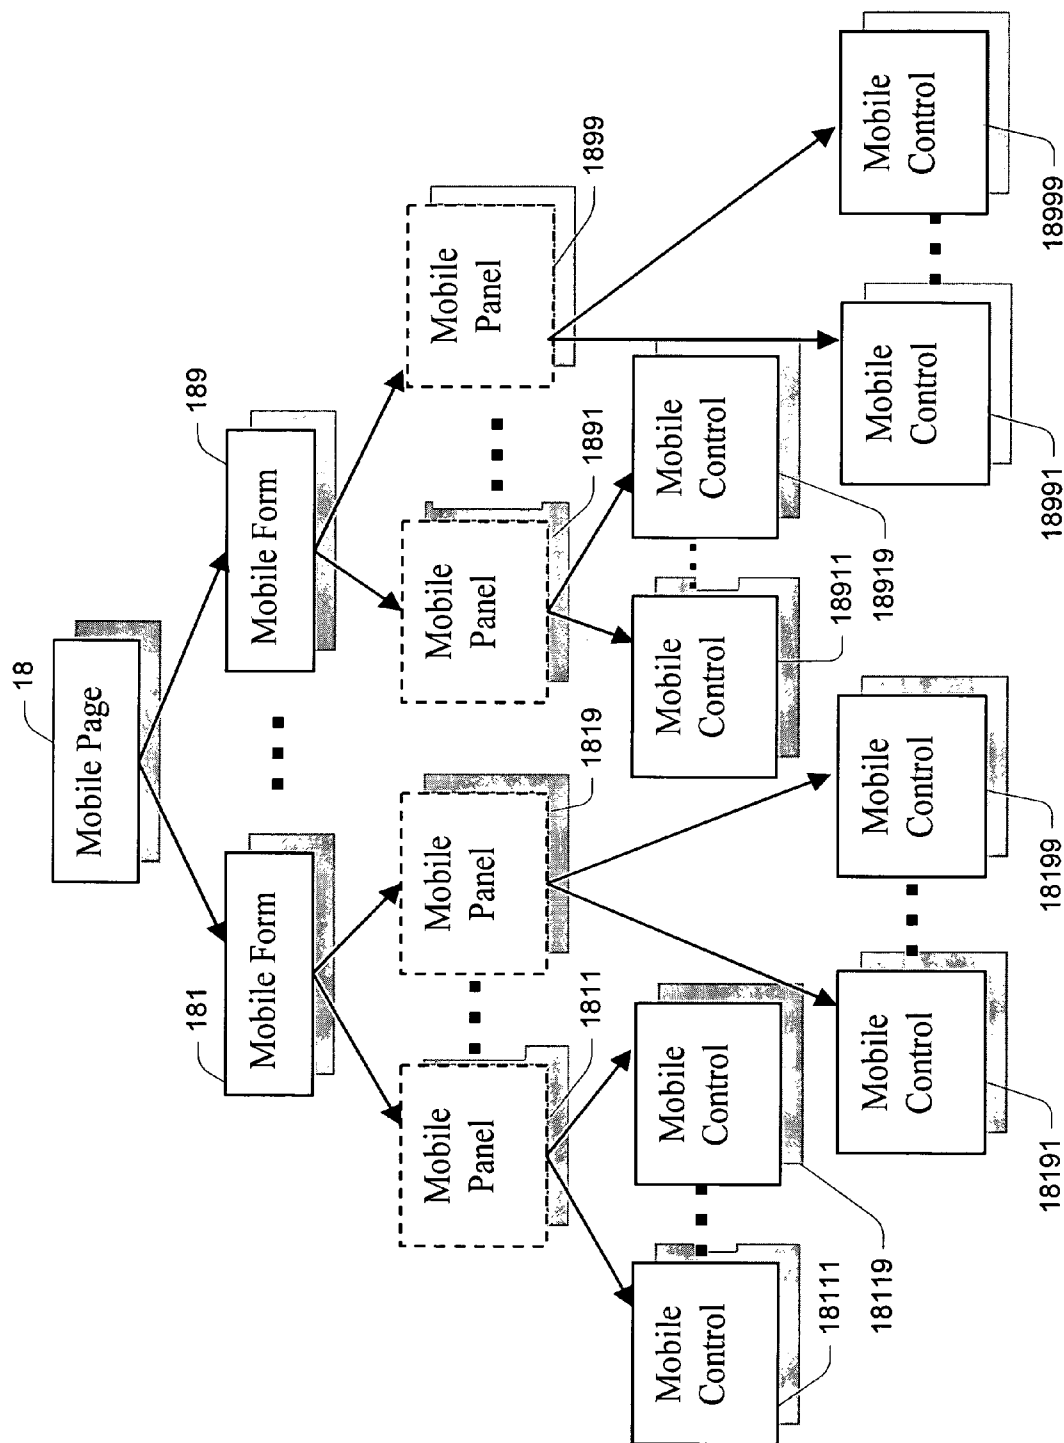 18
Mobile Page
181
Mobile Form
189
Mobile Form
Mobile
Panel
1811
Mobile
Panel
1819
Mobile
Panel
1891
Mobile
Panel
1899
Mobile
Control
18111
Mobile
Control
18119
Mobile
Control
18911
Mobile
Control
18919
Mobile
Control
18191
Mobile
Control
18199
Mobile
Control
18991
Mobile
Control
18999